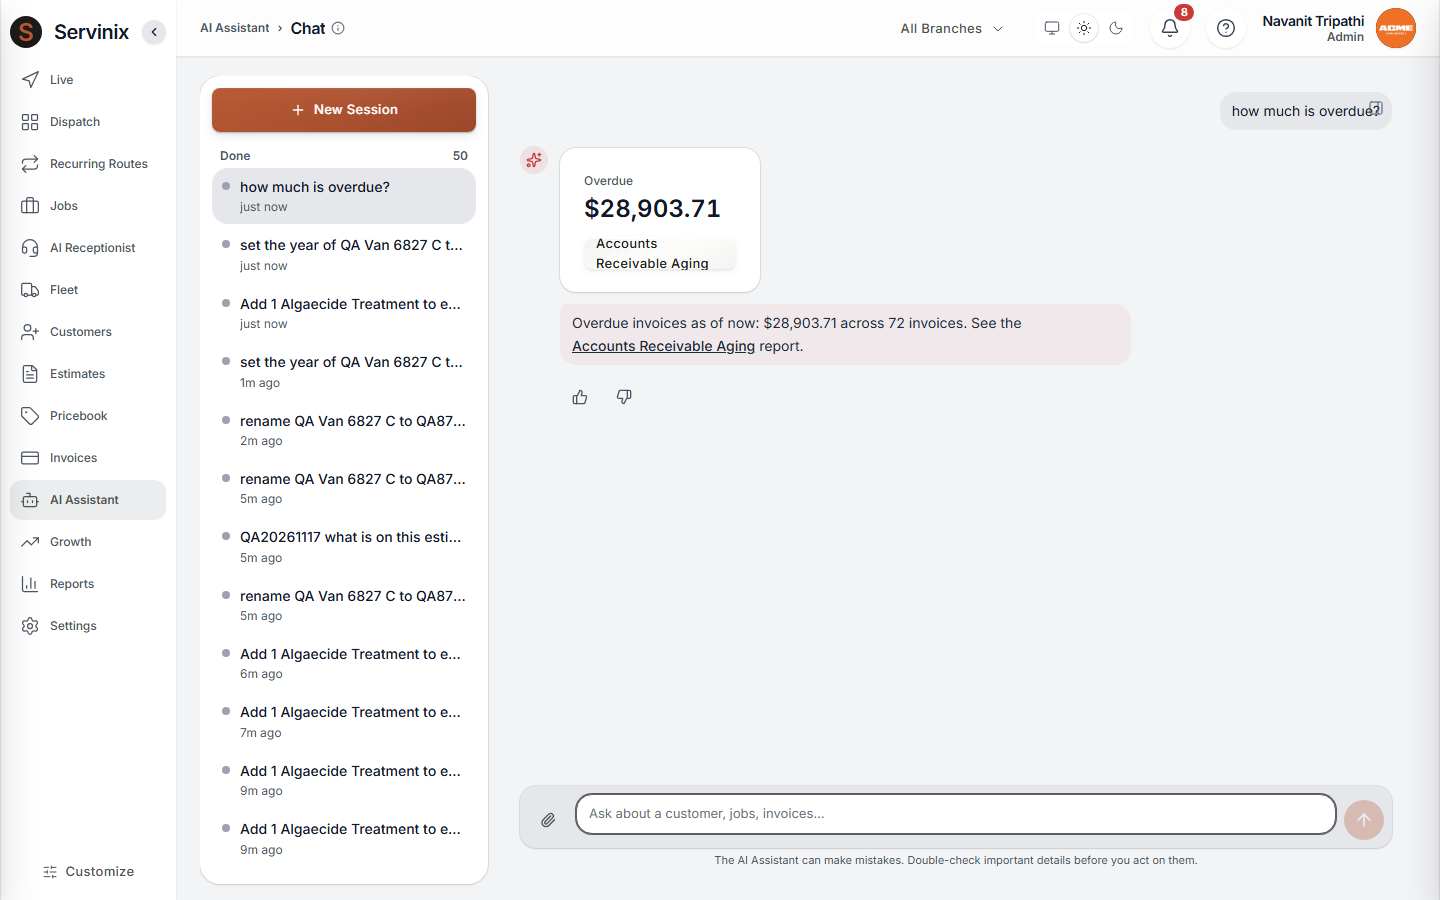 S Servinix
Live
Dispatch
Recurring Routes
Jobs
AI Receptionist
Fleet
Customers
Estimates
Pricebook
Invoices
AI Assistant
Growth
Reports
Settings
Customize
AI Assistant › Chat
All Branches
8
Navanit Tripathi
Admin
ACME
New Session
Done 50
how much is overdue?
just now
set the year of QA Van 6827 C t...
just now
Add 1 Algaecide Treatment to e...
just now
set the year of QA Van 6827 C t...
1m ago
rename QA Van 6827 C to QA87...
2m ago
rename QA Van 6827 C to QA87...
5m ago
QA20261117 what is on this esti...
5m ago
rename QA Van 6827 C to QA87...
5m ago
Add 1 Algaecide Treatment to e...
6m ago
Add 1 Algaecide Treatment to e...
7m ago
Add 1 Algaecide Treatment to e...
9m ago
Add 1 Algaecide Treatment to e...
9m ago
how much is overdue?
Overdue
$28,903.71
Accounts
Receivable Aging
Overdue invoices as of now: $28,903.71 across 72 invoices. See the
Accounts Receivable Aging report.
Ask about a customer, jobs, invoices...
The AI Assistant can make mistakes. Double-check important details before you act on them.